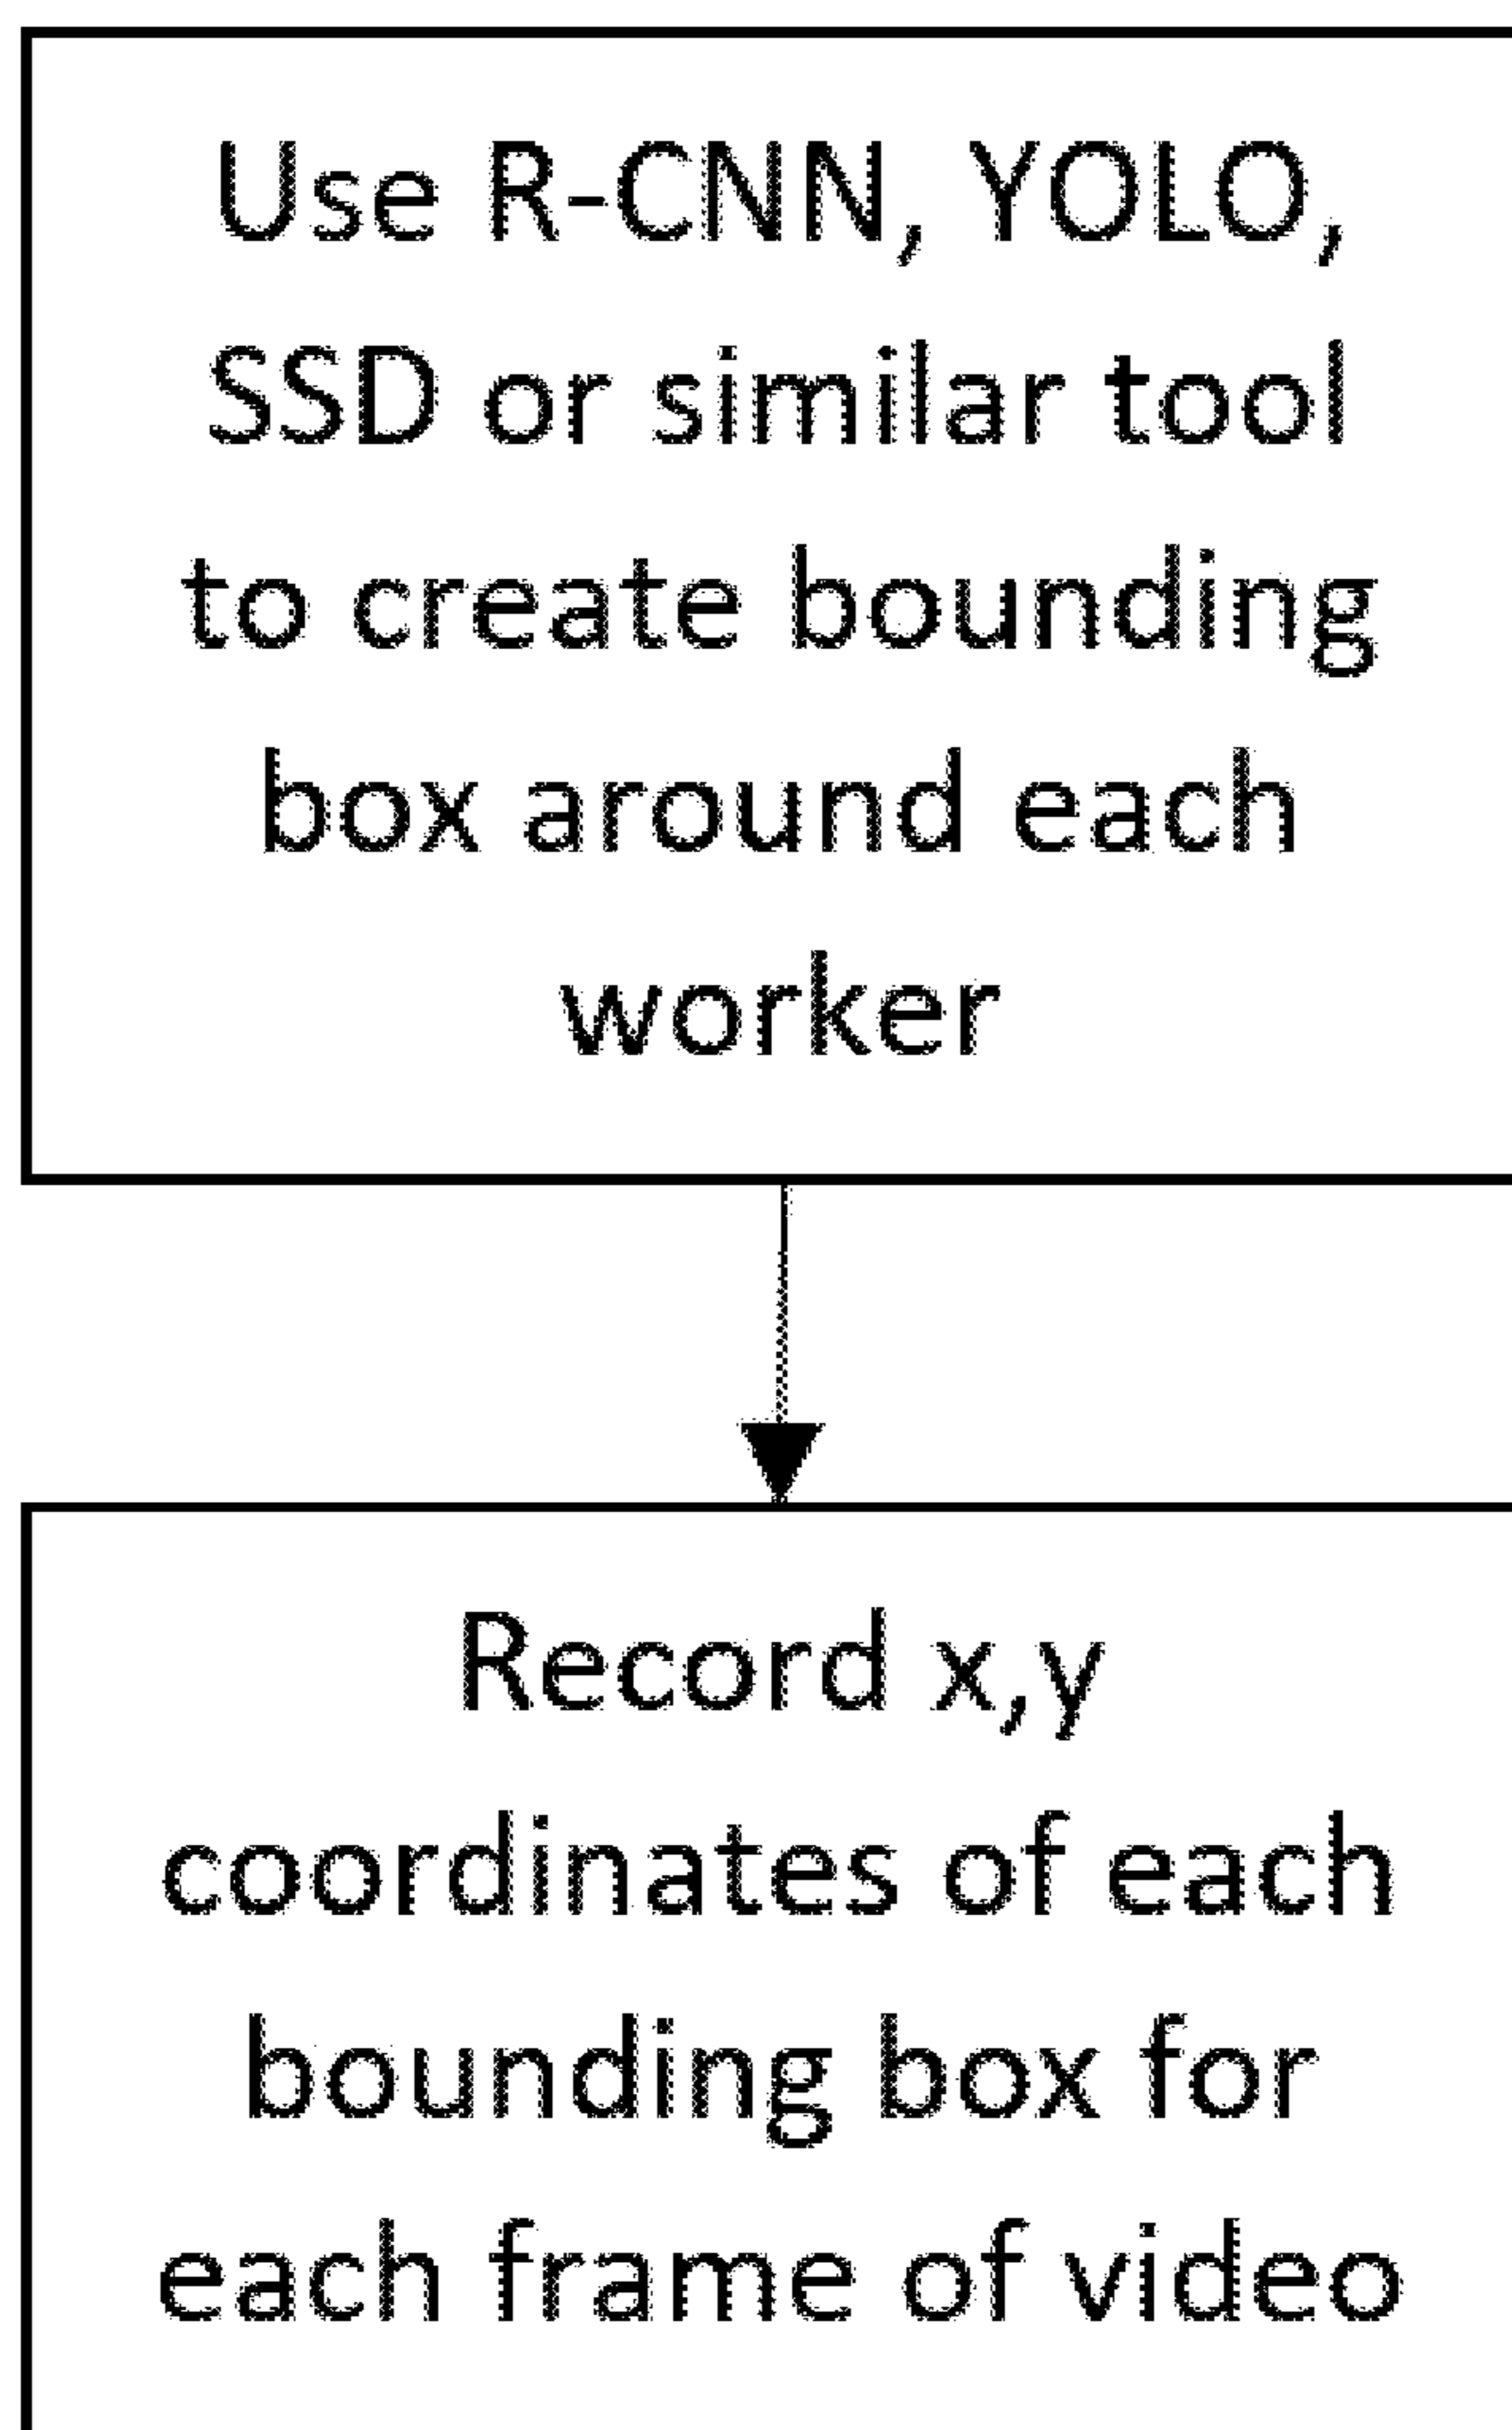 Use R-CNN, YOLO,
SSD or similar tool
to create bounding
box around each
worker
Record x,y
coordinates of each
bounding box for
each frame of video